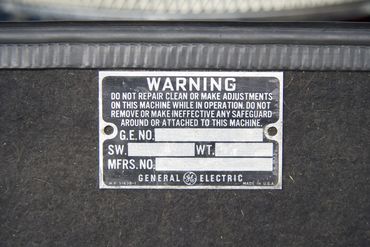 WARNING
DO NOT REPAIR CLEAN OR MAKE ADJUSTMENTS
ON THIS MACHINE WHILE IN OPERATION. DO NOT
REMOVE OR MAKE INEFFECTIVE ANY SAFEGUARD
AROUND OR ATTACHED TO THIS MACHINE.
G.E.NO.
SW. WT.
MFRS.NO.
GENERAL GE ELECTRIC
MADE IN U.S.A.